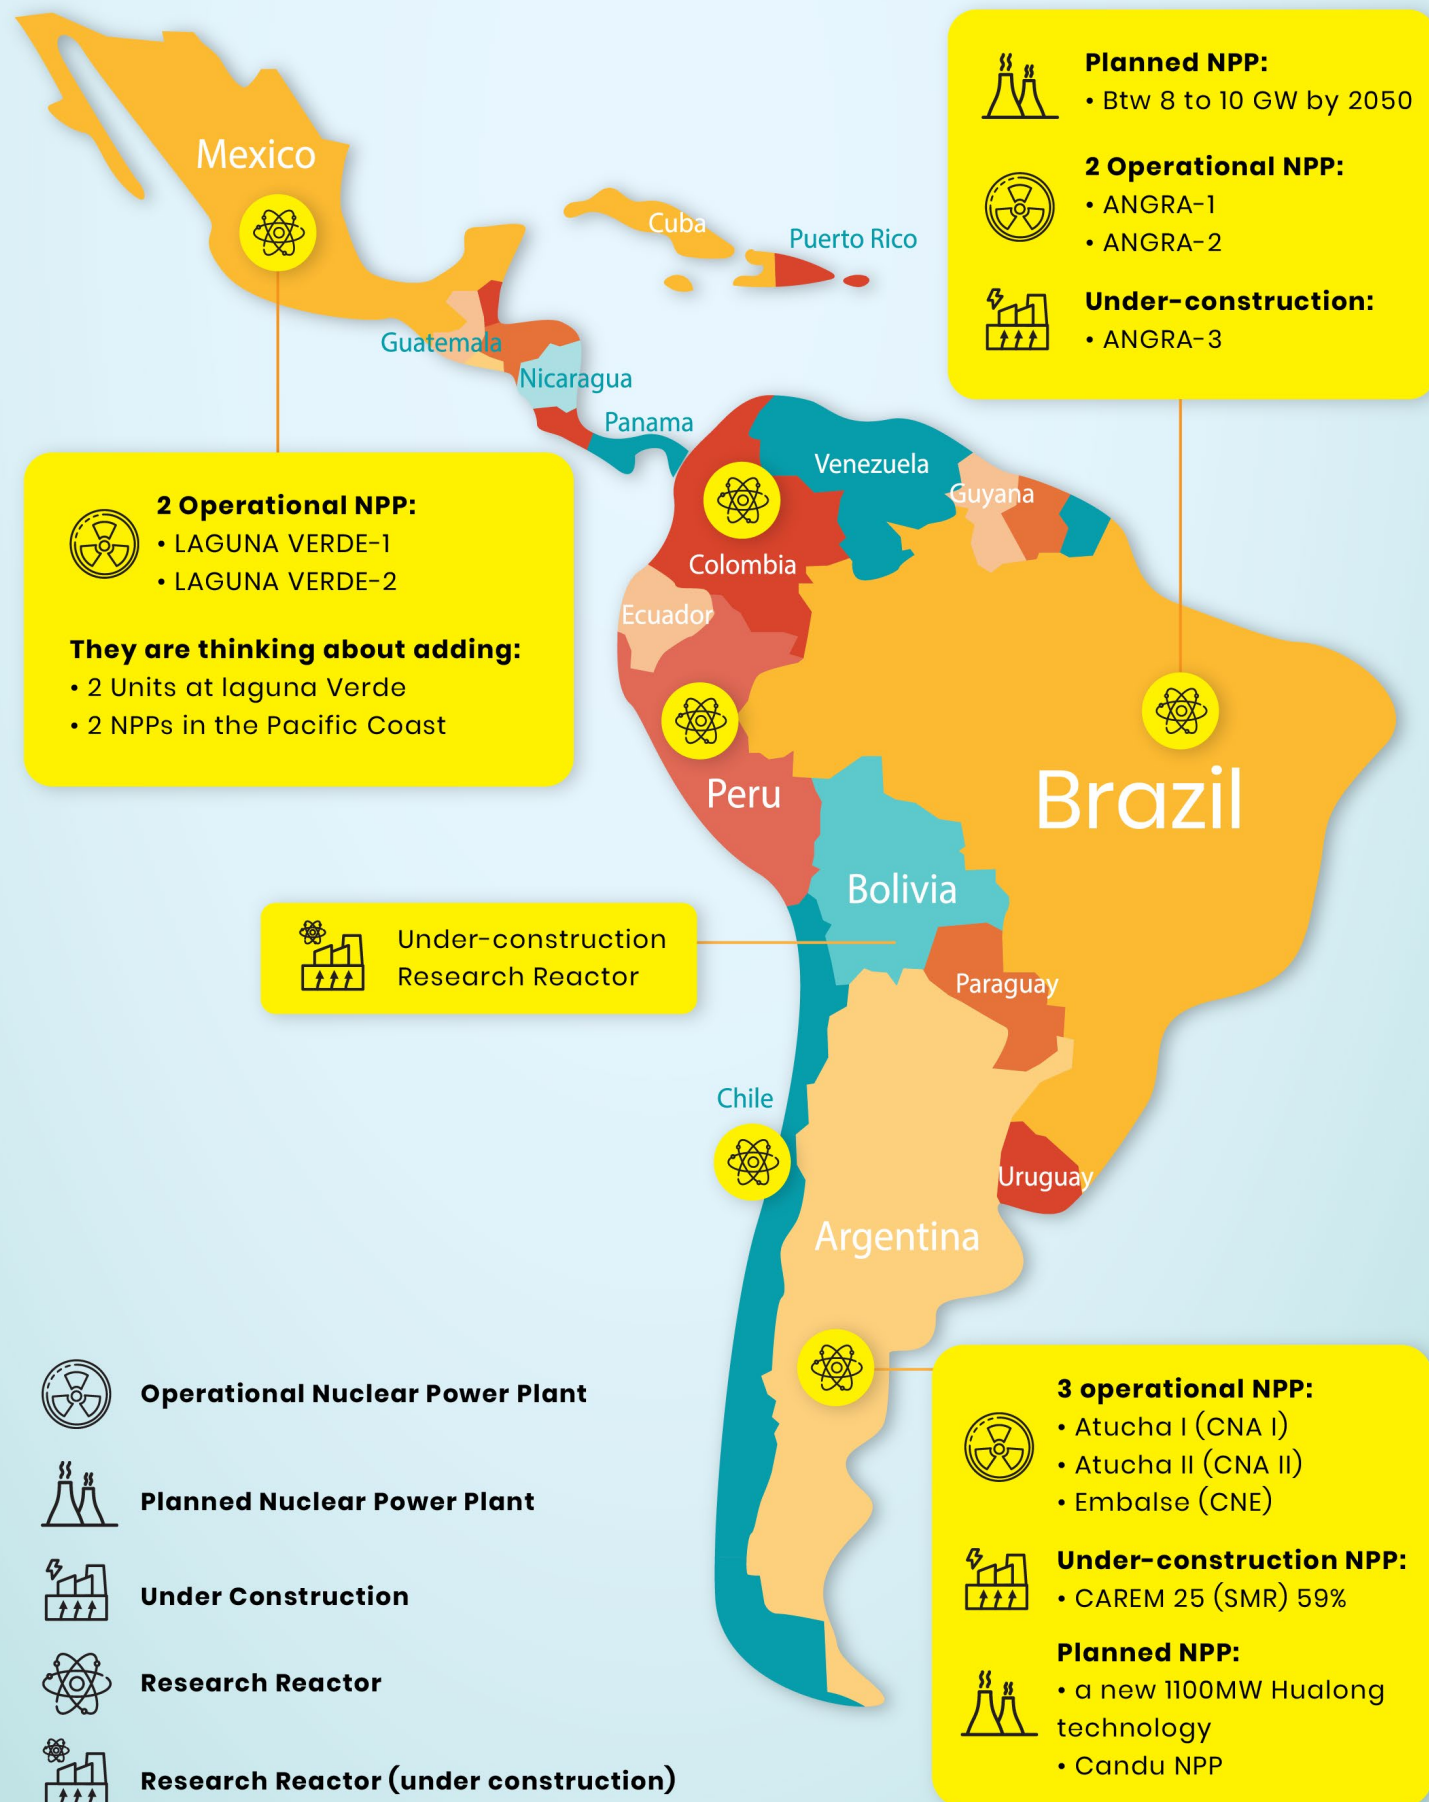 Planned NPP:
• Btw 8 to 10 GW by 2050
2 Operational NPP:
• ANGRA-1
• ANGRA-2
Under-construction:
• ANGRA-3
Mexico
Cuba
Puerto Rico
Guatemala
Nicaragua
Panama
Venezuela
Guyana
Colombia
Ecuador
2 Operational NPP:
• LAGUNA VERDE-1
• LAGUNA VERDE-2
They are thinking about adding:
• 2 Units at laguna Verde
• 2 NPPs in the Pacific Coast
Peru
Brazil
Bolivia
Under-construction
Research Reactor
Paraguay
Chile
Uruguay
Argentina
3 operational NPP:
• Atucha I (CNA I)
• Atucha II (CNA II)
• Embalse (CNE)
Under-construction NPP:
• CAREM 25 (SMR) 59%
Planned NPP:
• a new 1100MW Hualong
technology
• Candu NPP
Operational Nuclear Power Plant
Planned Nuclear Power Plant
Under Construction
Research Reactor
Research Reactor (under construction)